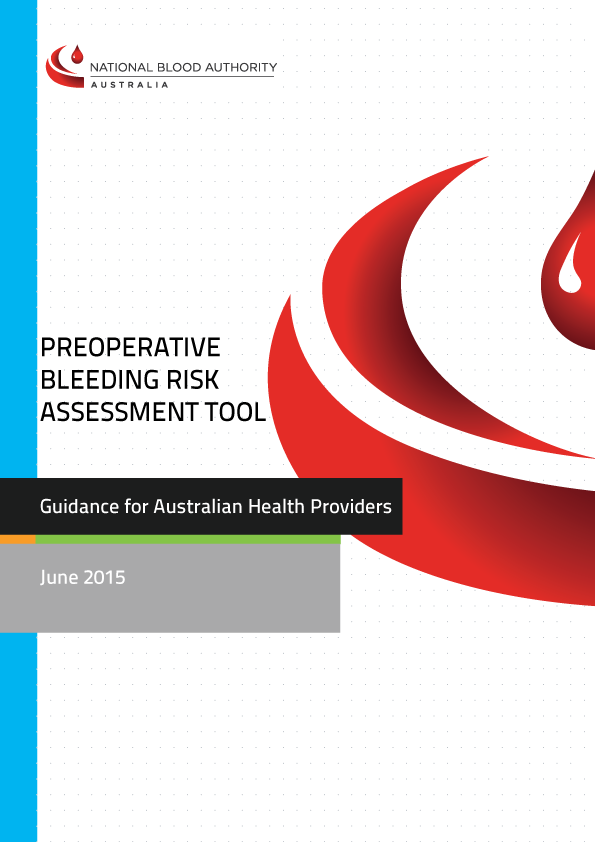 NATIONAL BLOOD AUTHORITY
AUSTRALIA
PREOPERATIVE
BLEEDING RISK
ASSESSMENT TOOL
Guidance for Australian Health Providers
June 2015